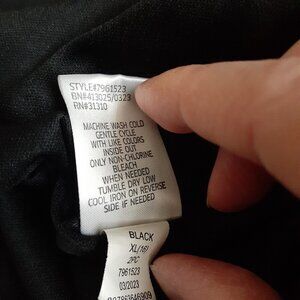 STYLE#7961523
BN#413025/0323
RN#31310
MACHINE WASH COLD
GENTLE CYCLE
WITH LIKE COLORS
INSIDE OUT
ONLY NON-CHLORINE
BLEACH
WHEN NEEDED
TUMBLE DRY LOW
COOL IRON ON REVERSE
SIDE IF NEEDED
BLACK
XL(16)
2PC
7961523
03/2023